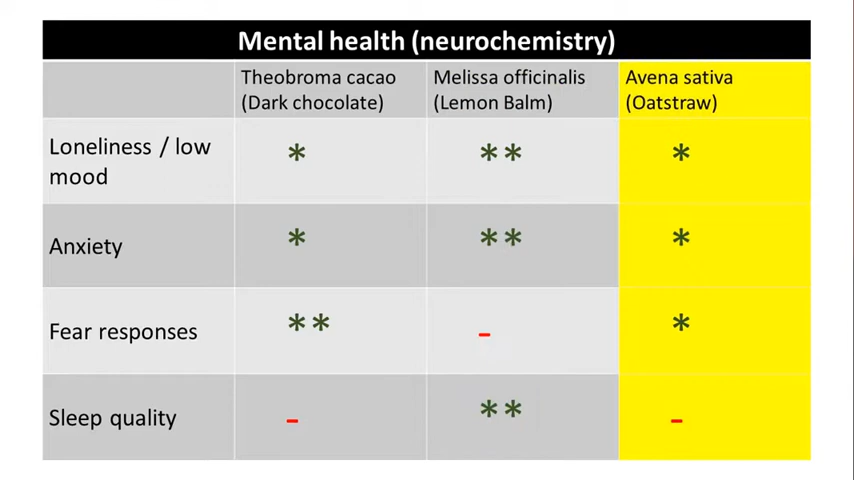 Mental health (neurochemistry)
Theobroma cacao Melissa officinalis Avena sativa
(Dark chocolate) (Lemon Balm) (Oatstraw)
Loneliness / low * ** *
mood
Anxiety * ** *
Fear responses ** - *
Sleep quality - ** -